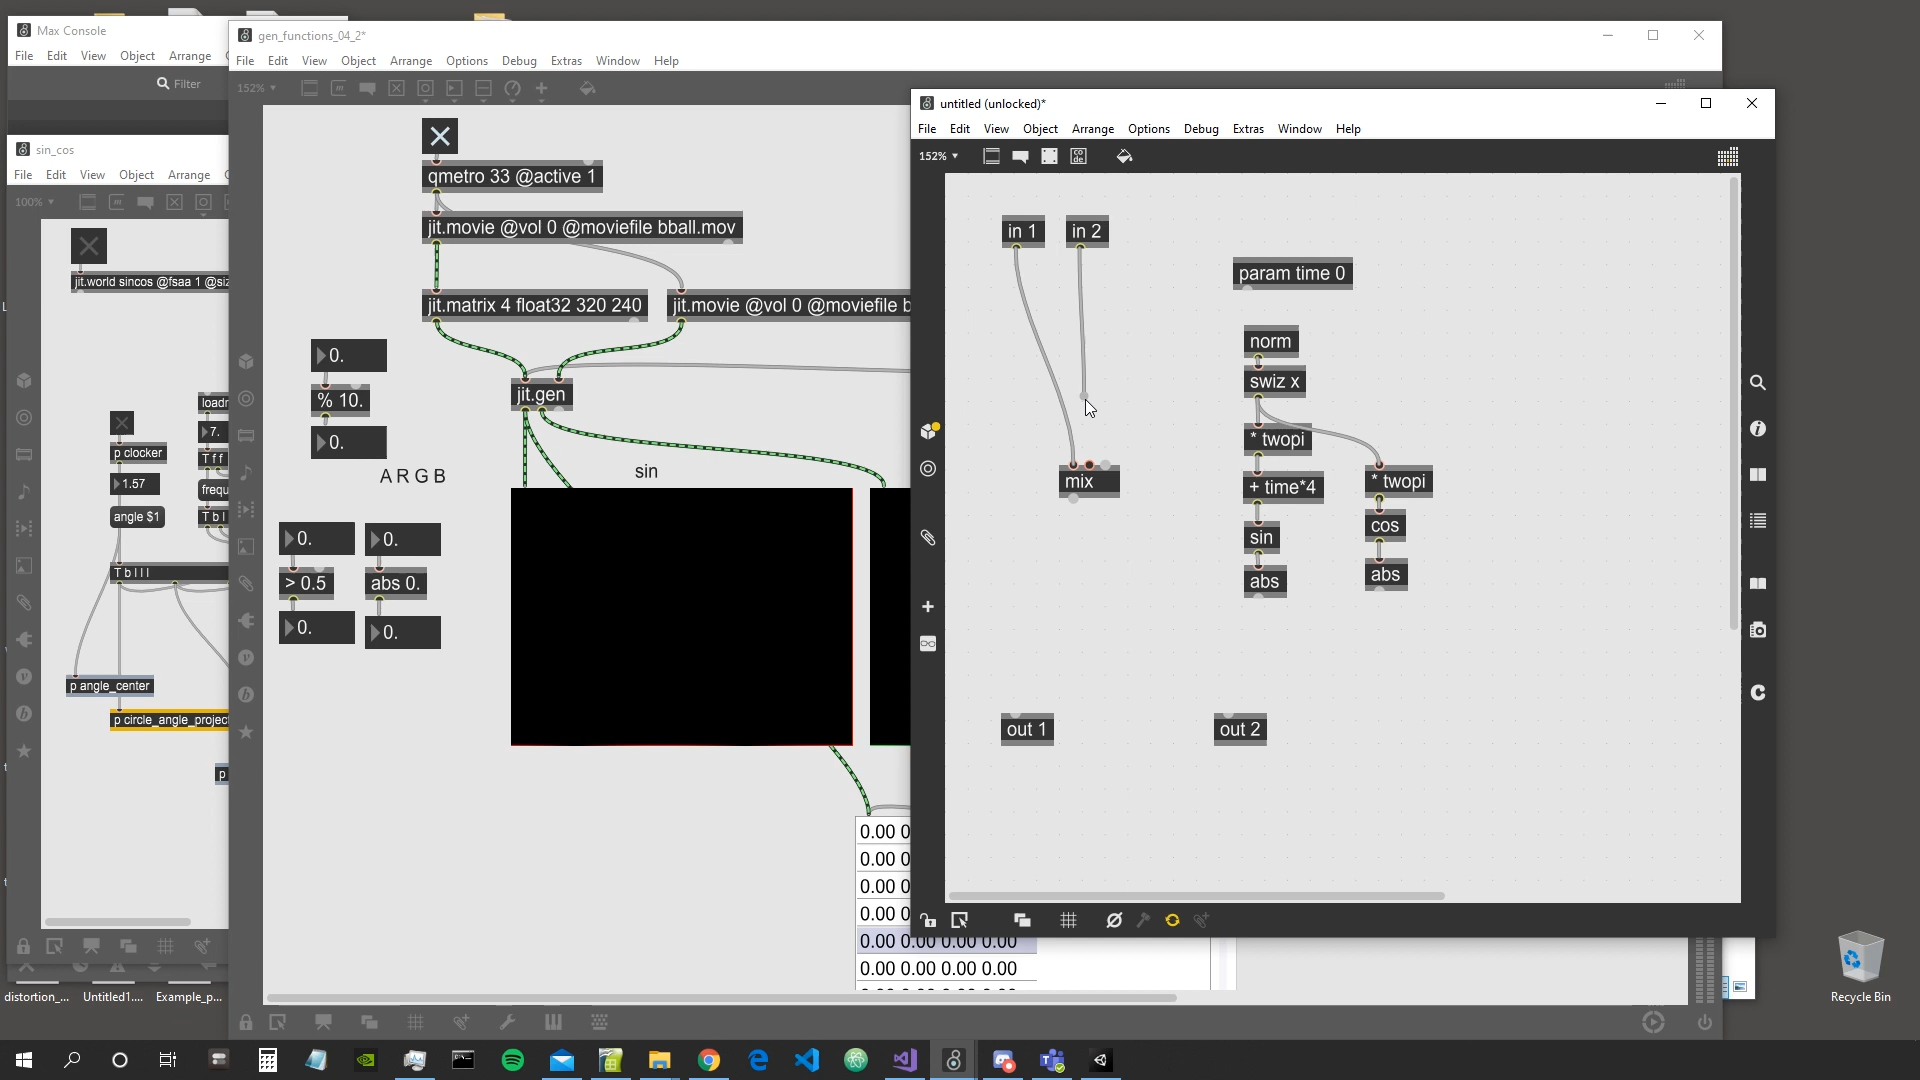 Max Console
File Edit View Object Arrange
Filter
sin_cos
File Edit View Object Arrange
100%
jit.world sincos @fsaa 1 @siz
loadr
p clocker
7.
T f f
1.57
frequ
angle $1
T b l
T b l l l
p angle_center
p circle_angle_project
p
distortion_... Untitled1.... Example_p...
gen_functions_04_2*
File Edit View Object Arrange Options Debug Extras Window Help
152%
qmetro 33 @active 1
jit.movie @vol 0 @moviefile bball.mov
jit.matrix 4 float32 320 240
jit.movie @vol 0 @moviefile b
0.
% 10.
0.
jit.gen
A R G B
sin
0.
0.
> 0.5
abs 0.
0.
0.
0.00 0
0.00 0
0.00 0
0.00 0
0.00 0.00 0.00 0.00
0.00 0.00 0.00 0.00
untitled (unlocked)*
File Edit View Object Arrange Options Debug Extras Window Help
152%
in 1
in 2
param time 0
norm
swiz x
* twopi
mix
+ time*4
* twopi
sin
cos
abs
abs
out 1
out 2
Recycle Bin